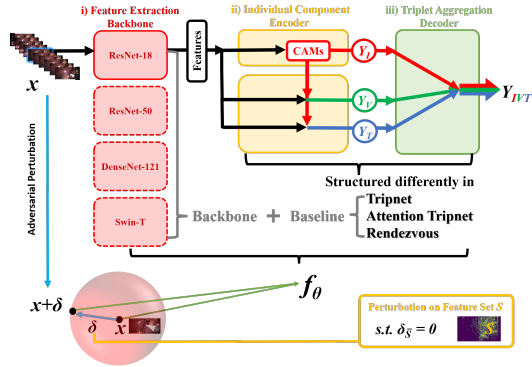 i) Feature Extraction
Backbone
ii) Individual Component
Encoder
iii) Triplet Aggregation
Decoder
x
ResNet-18
Features
CAMs
Y_I
Y_V
Y_T
Y_IVT
ResNet-50
DenseNet-121
Swin-T
Adversarial Perturbation
Structured differently in
Backbone + Baseline
Tripnet
Attention Tripnet
Rendezvous
x+δ
δ
x
f_θ
Perturbation on Feature Set S
s.t. δ_S̄ = 0
S